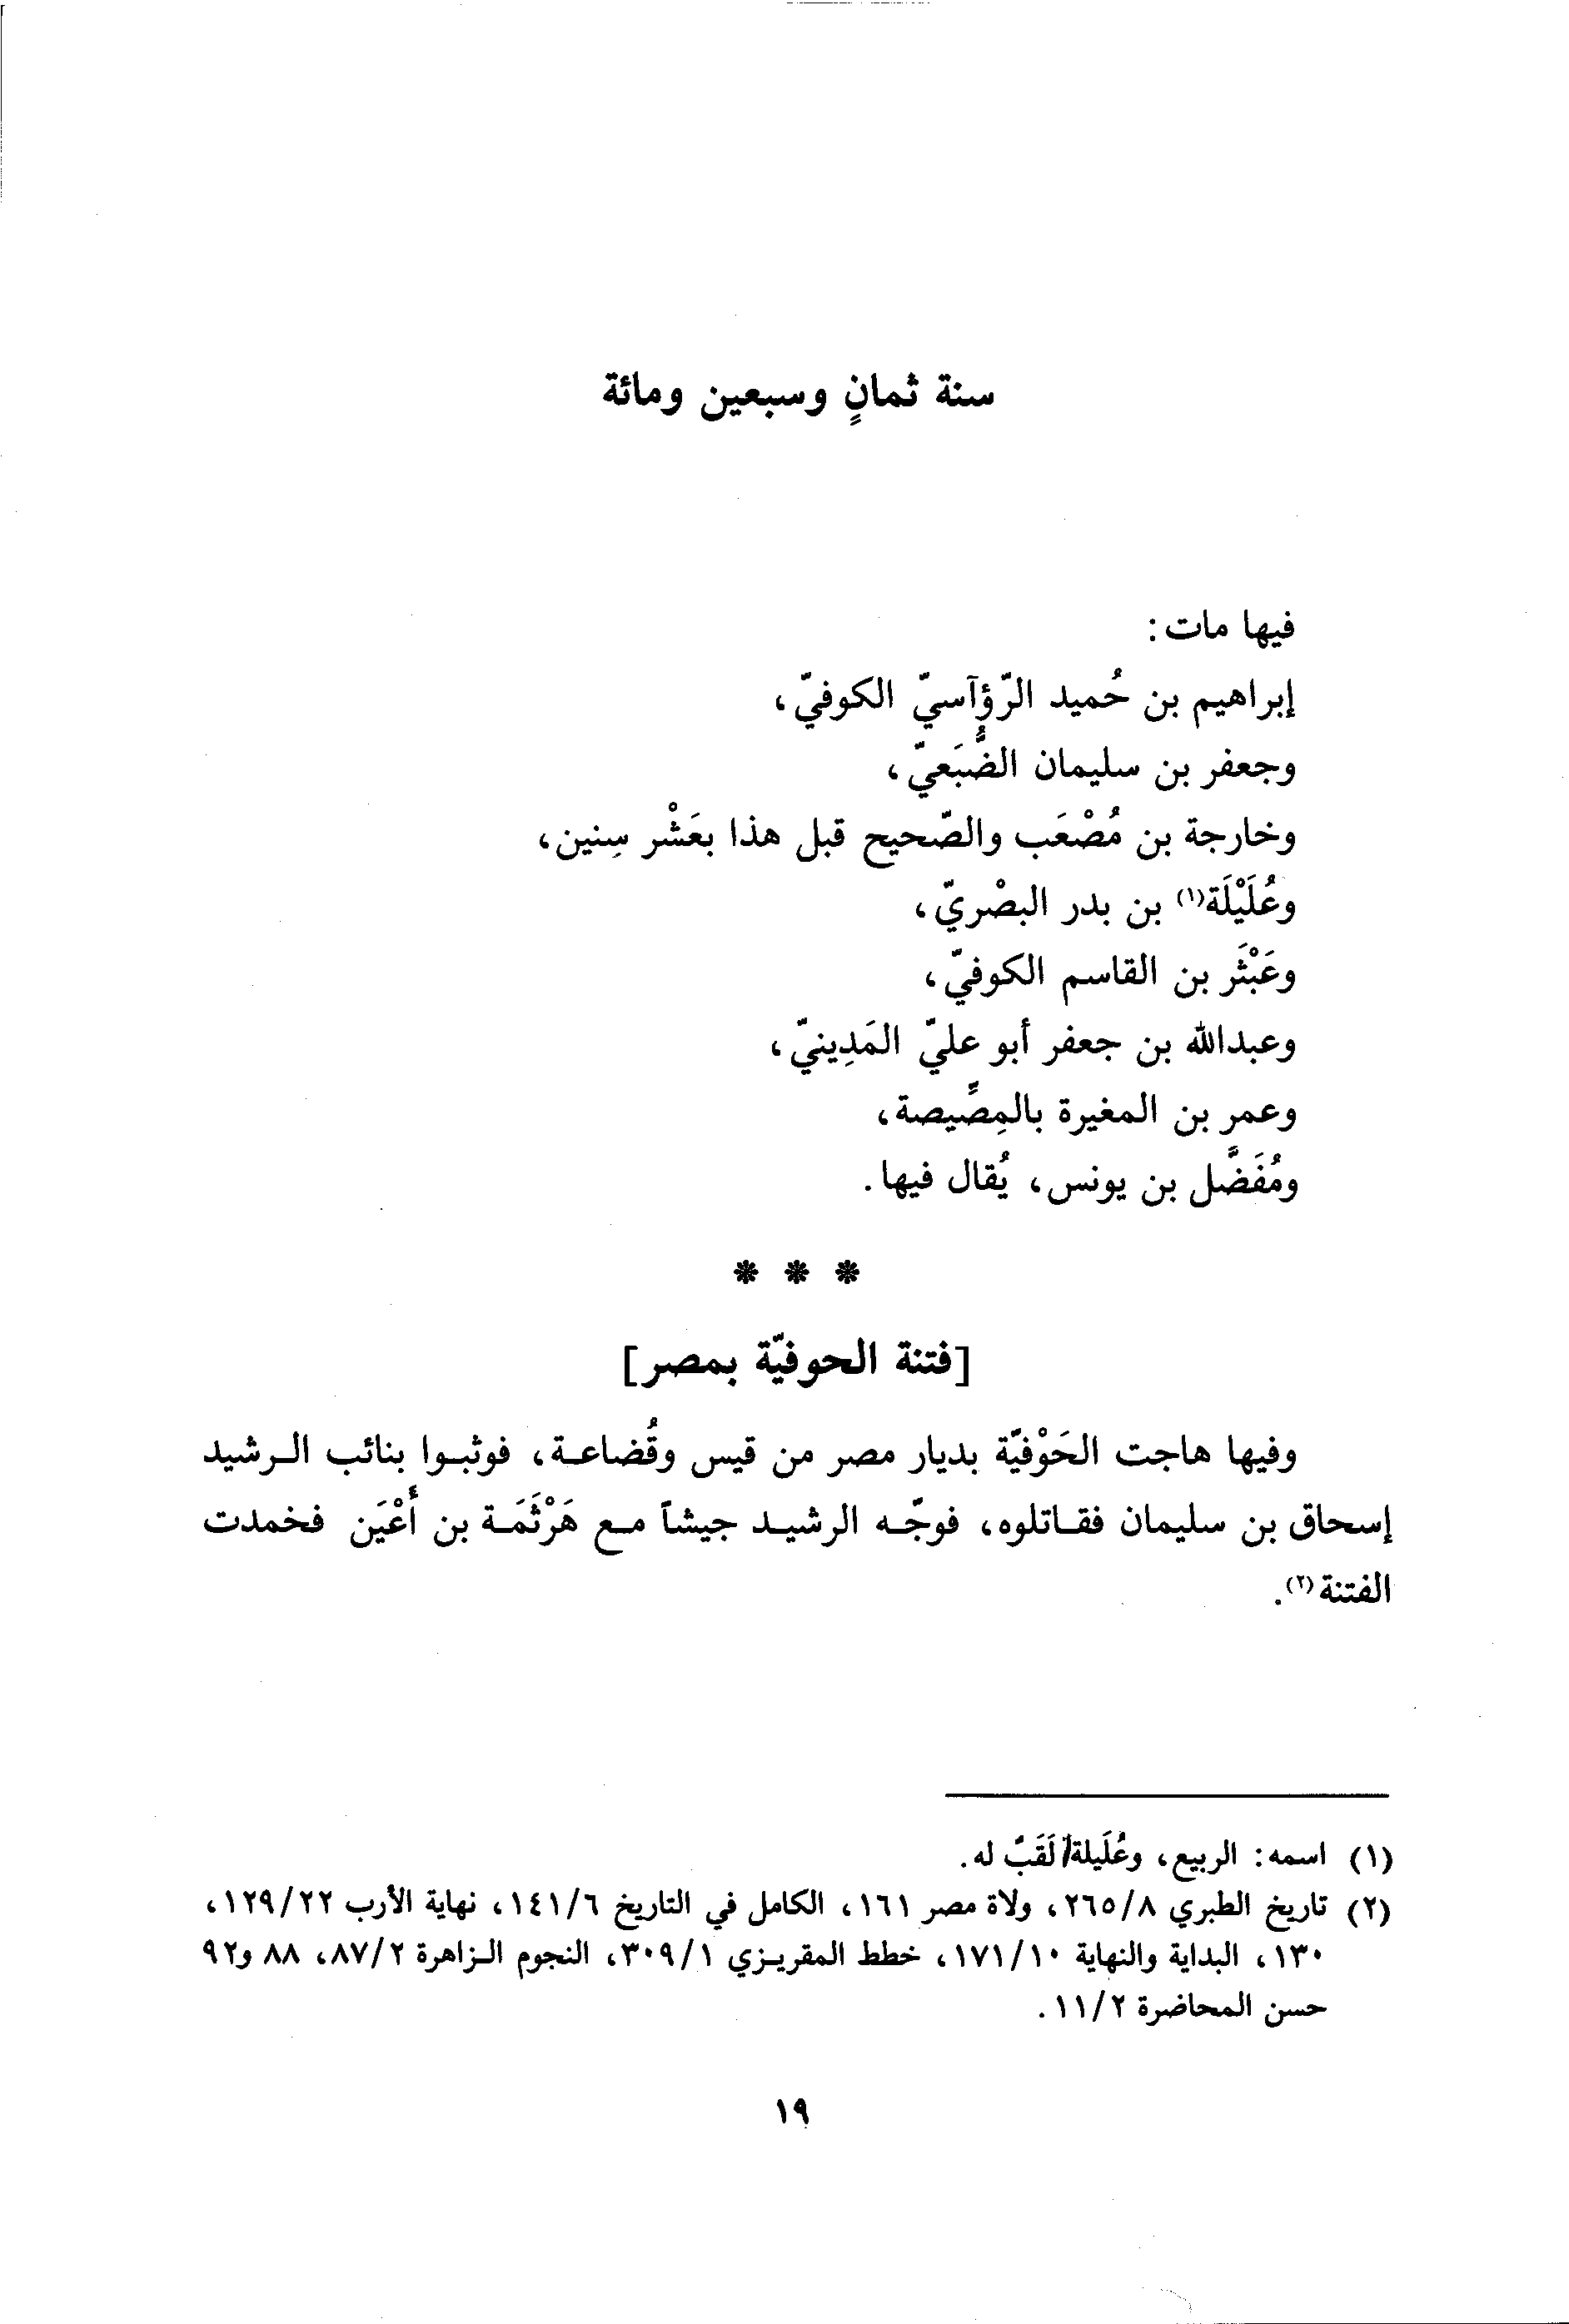 سنة ثمانٍ وسبعين ومائة
فيها مات :
إبراهيم بن حُميد الرّؤآسيّ الكوفيّ،
وجعفر بن سليمان الضُّبَعيّ،
وخارجة بن مُصْعَب والصّحيح قبل هذا بعَشْر سِنين،
وعُلَيْلَة(١) بن بدر البصْريّ،
وعَبْثَر بن القاسم الكوفيّ،
وعبدالله بن جعفر أبو عليّ المَدِينيّ،
وعمر بن المغيرة بالمِصِّيصة،
ومُفَضَّل بن يونس، يُقال فيها.
* * *
[فتنة الحوفيّة بمصر]
وفيها هاجت الحَوْفيّة بديار مصر من قيس وقُضاعة، فوثبوا بنائب الرشيد
إسحاق بن سليمان فقاتلوه، فوجّه الرشيد جيشاً مع هَرْثَمَة بن أَعْيَن فخمدت
الفتنة(٢).
(١) اسمه: الربيع، وعُلَيلة لَقَبٌ له.
(٢) تاريخ الطبري ٢٦٥/٨، ولاة مصر ١٦١، الكامل في التاريخ ١٤١/٦، نهاية الأرب ١٢٩/٢٢،
١٣٠، البداية والنهاية ١٧١/١٠، خطط المقريزي ٣٠٩/١، النجوم الزاهرة ٨٧/٢، ٨٨ و٩٢
حسن المحاضرة ١١/٢.
١٩